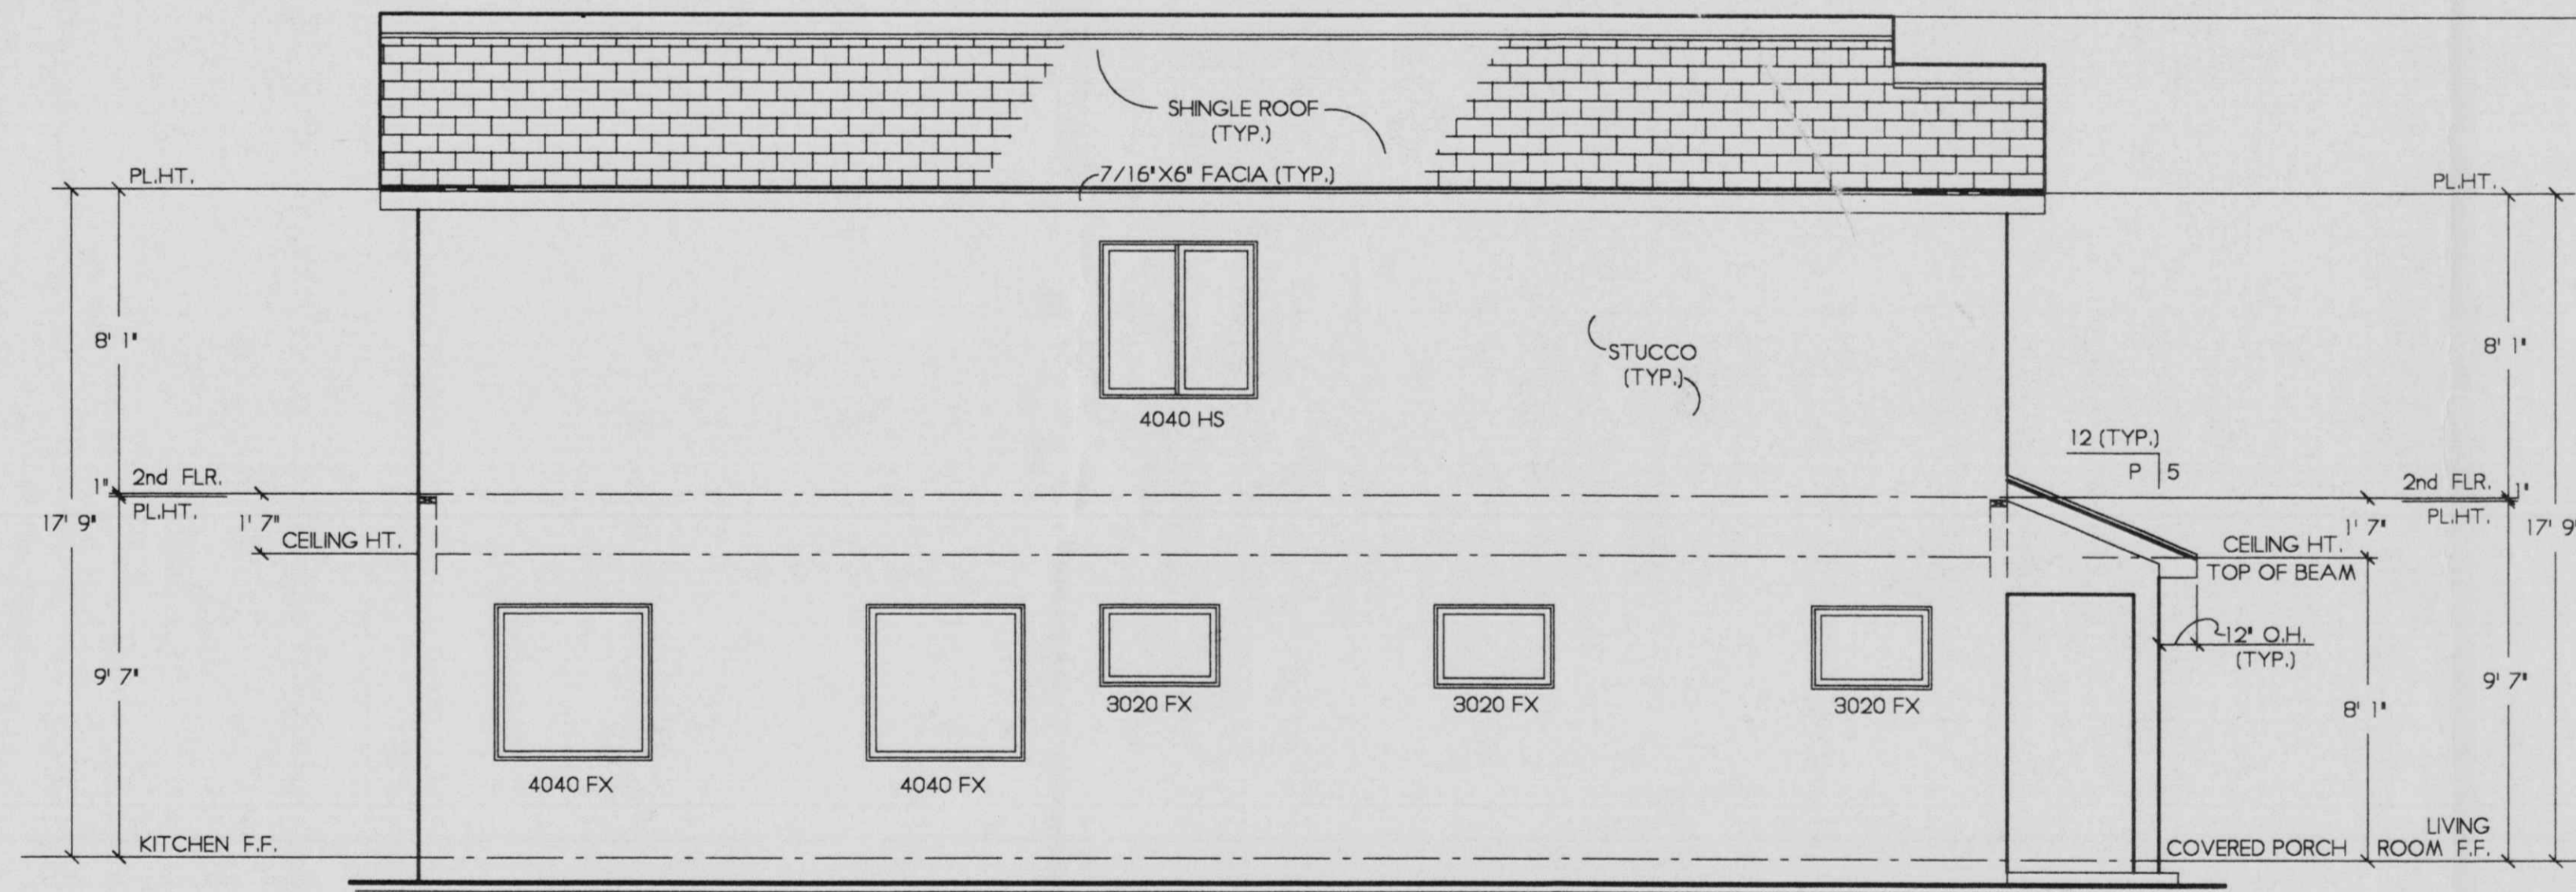 SHINGLE ROOF
(TYP.)
7/16"X6" FACIA (TYP.)
PL.HT.
PL.HT.
8' 1"
8' 1"
STUCCO
(TYP.)
4040 HS
12 (TYP.)
P 5
1"
2nd FLR.
PL.HT.
17' 9"
1' 7"
CEILING HT.
2nd FLR.
1"
PL.HT.
1' 7"
17' 9"
CEILING HT.
TOP OF BEAM
12" O.H.
(TYP.)
9' 7"
3020 FX
3020 FX
3020 FX
9' 7"
8' 1"
4040 FX
4040 FX
KITCHEN F.F.
COVERED PORCH
LIVING
ROOM F.F.